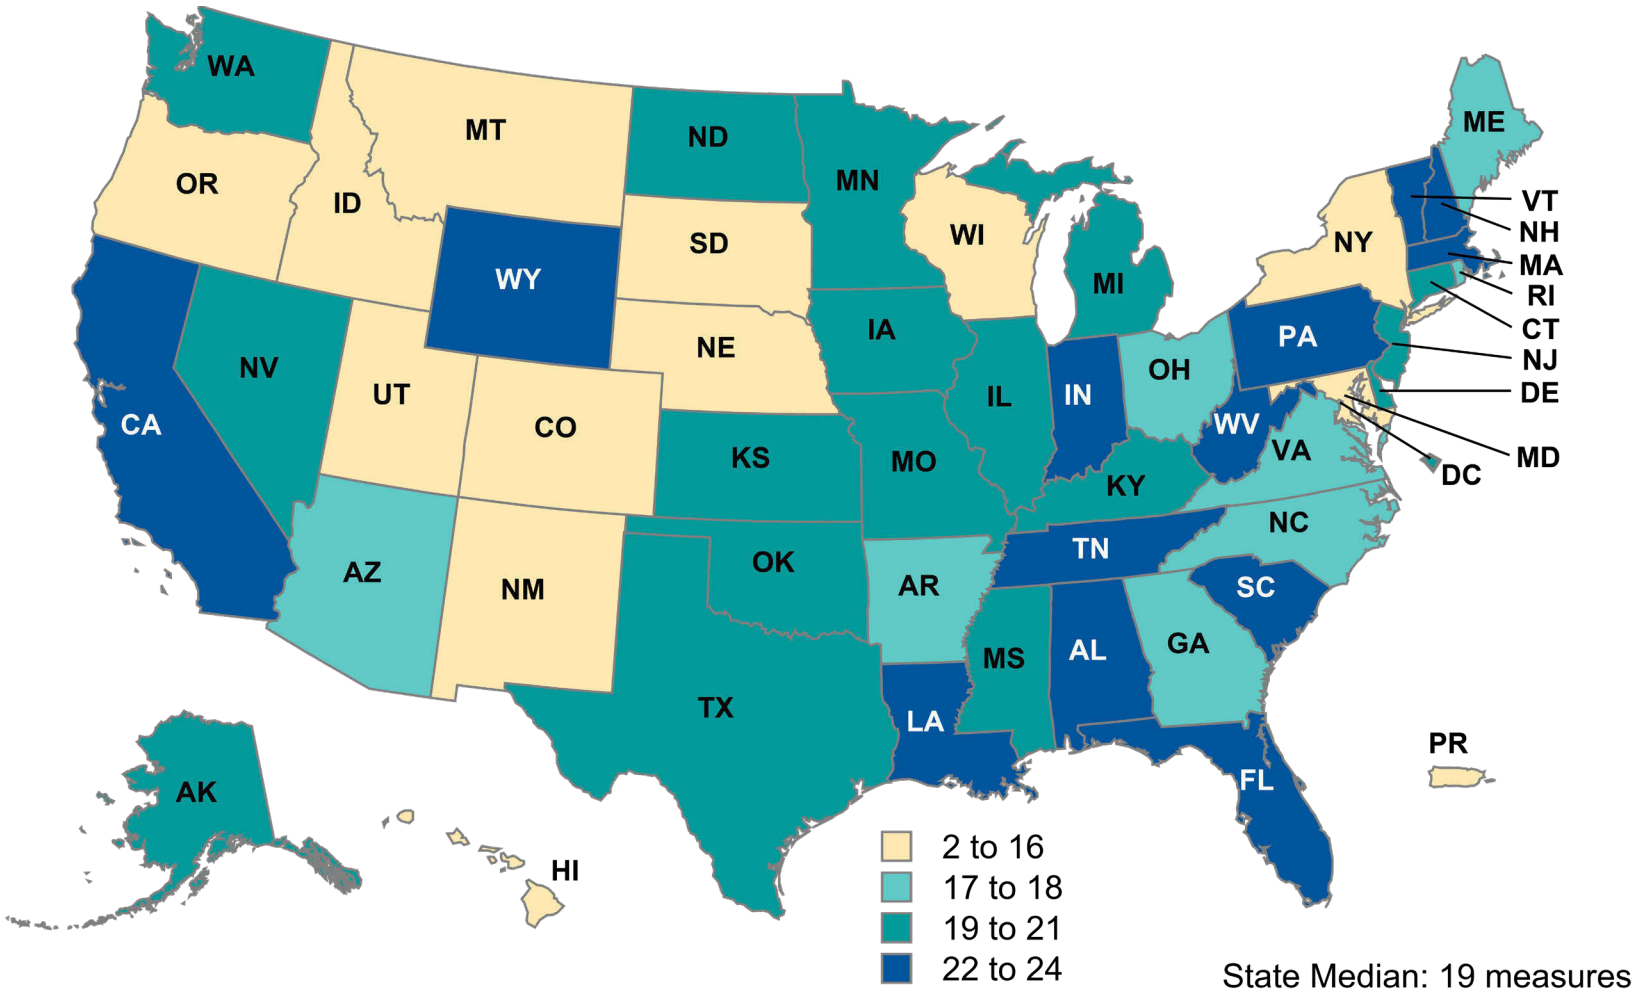 WA
MT
ND
MN
ME
OR
ID
SD
WI
VT
NH
NY
MA
RI
CT
WY
MI
NE
IA
PA
NJ
NV
UT
CO
IL
IN
OH
DE
CA
KS
MO
WV
VA
MD
DC
KY
NC
AZ
NM
OK
AR
TN
SC
MS
AL
GA
TX
LA
PR
AK
HI
FL
2 to 16
17 to 18
19 to 21
22 to 24
State Median: 19 measures